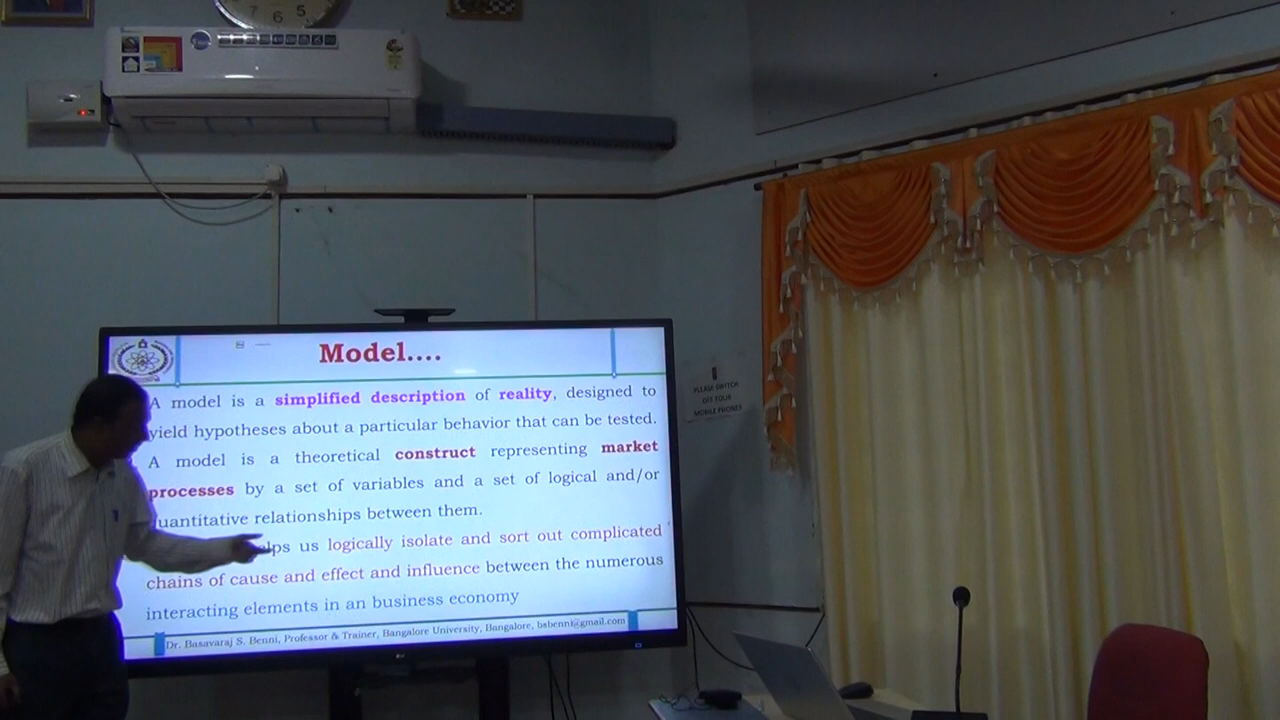 7 6 5
Model....
A model is a simplified description of reality, designed to
yield hypotheses about a particular behavior that can be tested.
A model is a theoretical construct representing market
processes by a set of variables and a set of logical and/or
quantitative relationships between them.
us logically isolate and sort out complicated
chains of cause and effect and influence between the numerous
interacting elements in an business economy
Dr. Basavaraj S. Benni, Professor & Trainer, Bangalore University, Bangalore, bsbenni@gmail.com
PLEASE SWITCH
OFF YOUR
MOBILE PHONES